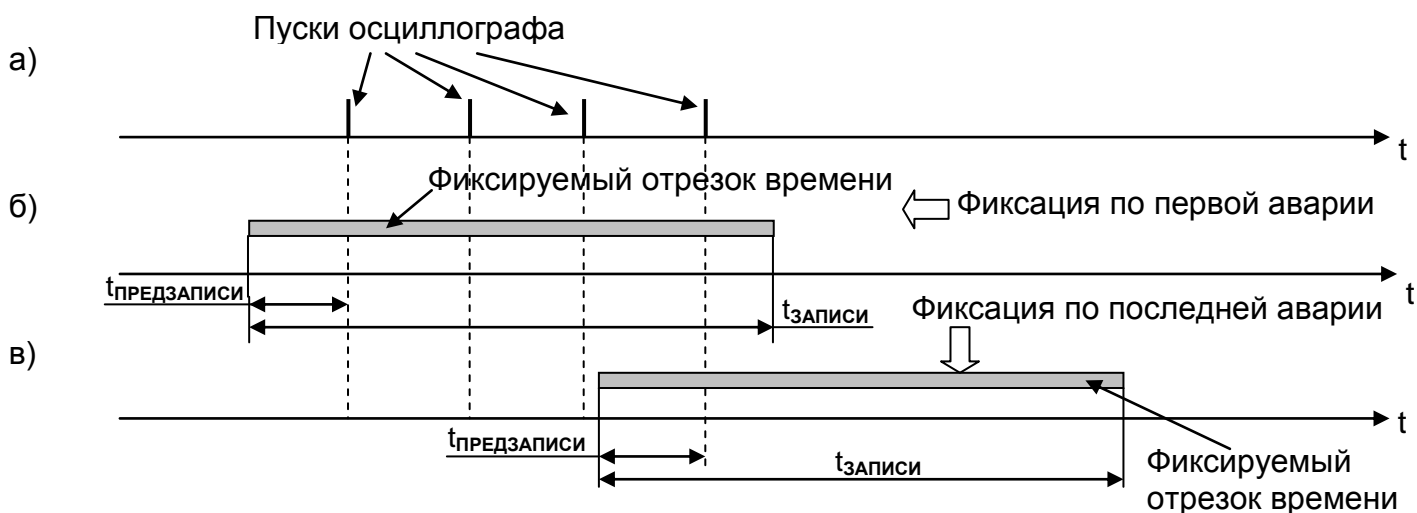 Пуски осциллографа
а)
t
Фиксируемый отрезок времени
б)
Фиксация по первой аварии
tПРЕДЗАПИСИ
t
tЗАПИСИ
Фиксация по последней аварии
в)
t
tПРЕДЗАПИСИ
tЗАПИСИ
Фиксируемый
отрезок времени